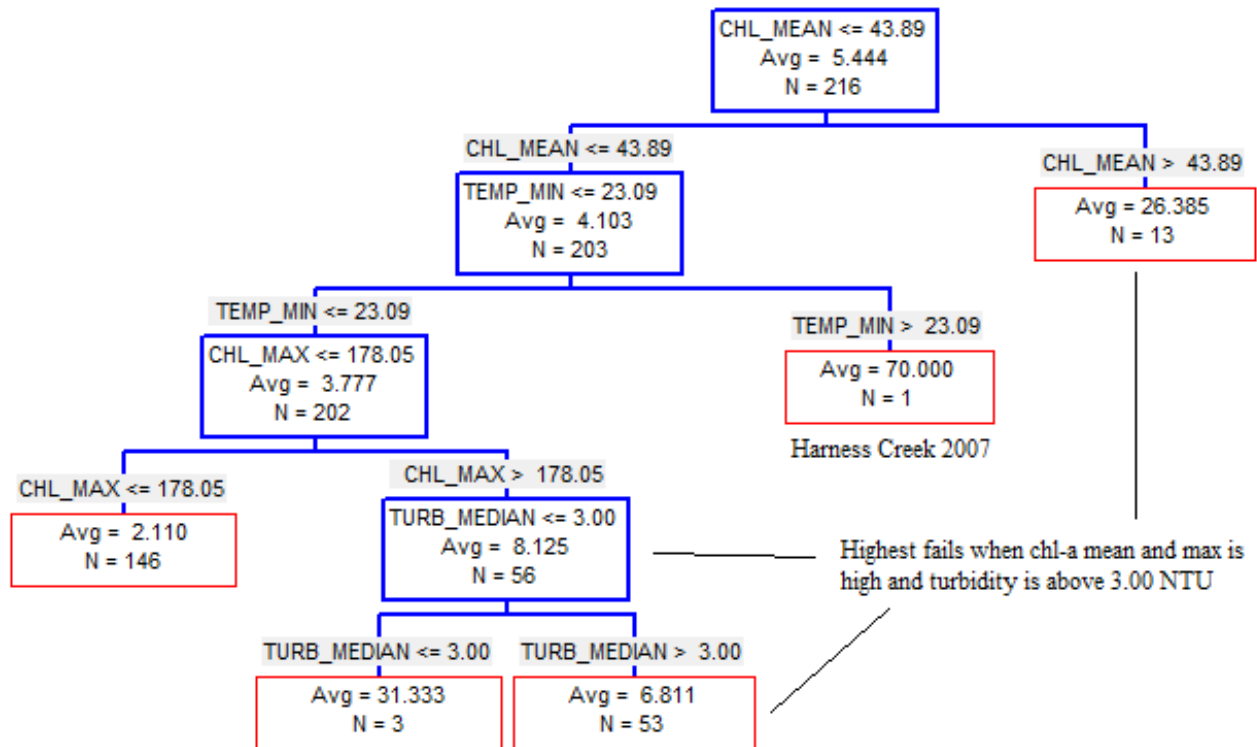 CHL_MEAN <= 43.89
Avg = 5.444
N = 216
CHL_MEAN <= 43.89
CHL_MEAN > 43.89
TEMP_MIN <= 23.09
Avg = 4.103
N = 203
Avg = 26.385
N = 13
TEMP_MIN <= 23.09
TEMP_MIN > 23.09
CHL_MAX <= 178.05
Avg = 3.777
N = 202
Avg = 70.000
N = 1
Harness Creek 2007
CHL_MAX <= 178.05
CHL_MAX > 178.05
Avg = 2.110
N = 146
TURB_MEDIAN <= 3.00
Avg = 8.125
N = 56
Highest fails when chl-a mean and max is
high and turbidity is above 3.00 NTU
TURB_MEDIAN <= 3.00
TURB_MEDIAN > 3.00
Avg = 31.333
N = 3
Avg = 6.811
N = 53